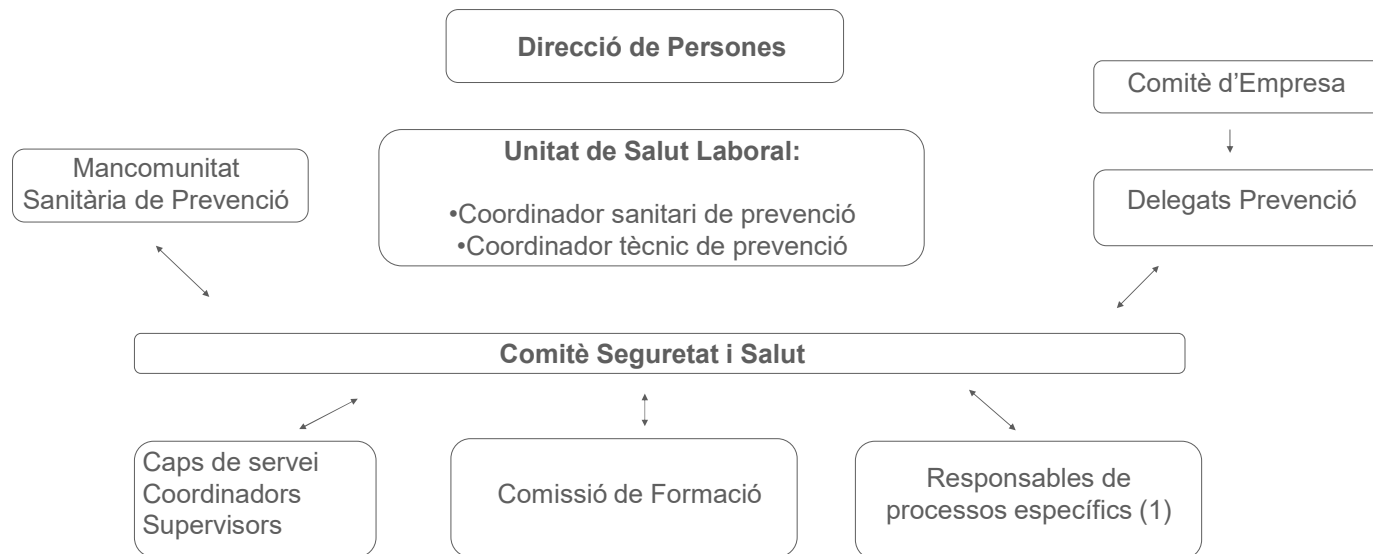 Direcció de Persones
Comitè d’Empresa
Unitat de Salut Laboral:
•Coordinador sanitari de prevenció
•Coordinador tècnic de prevenció
Mancomunitat
Sanitària de Prevenció
Delegats Prevenció
Comitè Seguretat i Salut
Caps de servei
Coordinadors
Supervisors
Comissió de Formació
Responsables de
processos específics (1)